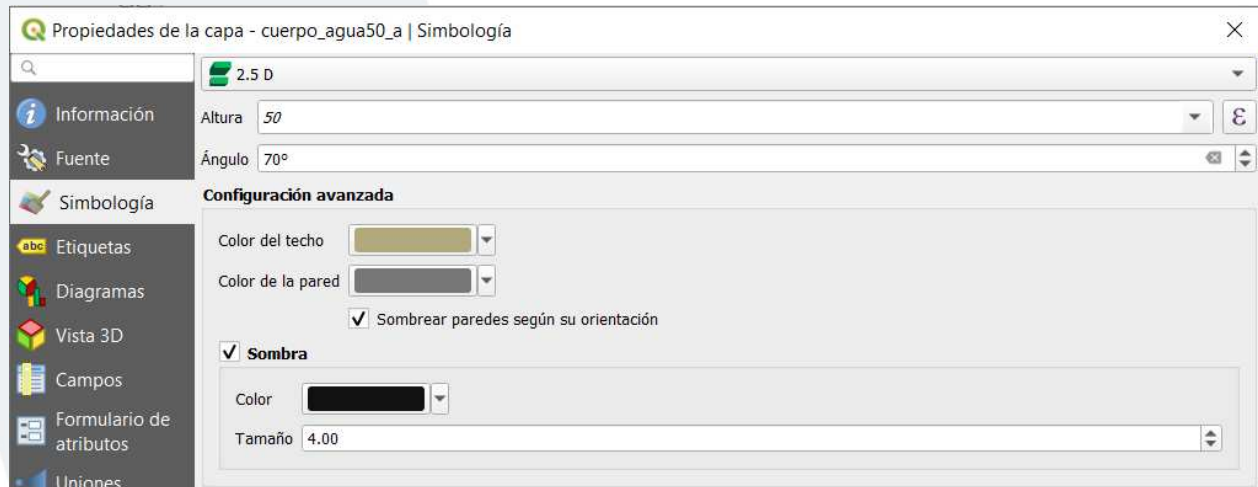 Propiedades de la capa - cuerpo_agua50_a | Simbología
2.5 D
Información
Altura 50
ε
Fuente
Ángulo 70°
Simbología
Configuración avanzada
Color del techo
abc Etiquetas
Color de la pared
Diagramas
Sombrear paredes según su orientación
Vista 3D
Sombra
Campos
Color
Formulario de
atributos
Tamaño 4.00
Uniones